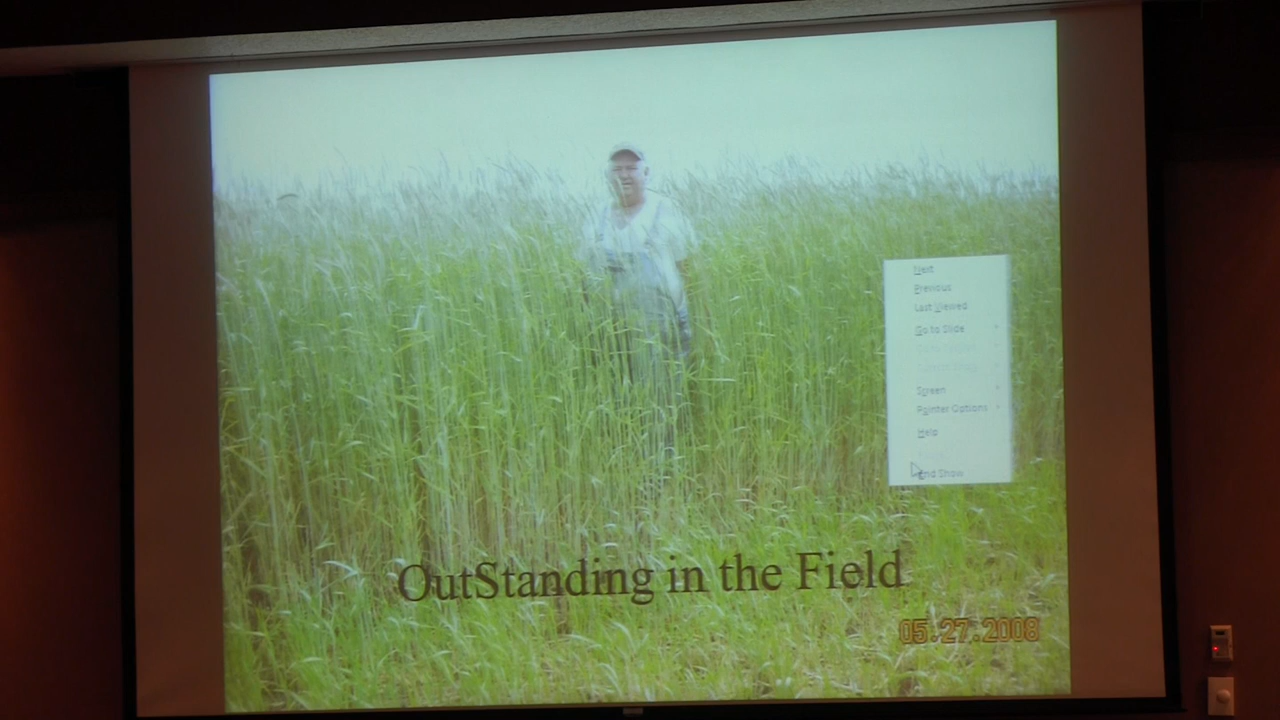 Next
Previous
Last Viewed
Go to Slide
Screen
Pointer Options
Help
End Show
OutStanding in the Field
05.27.2008